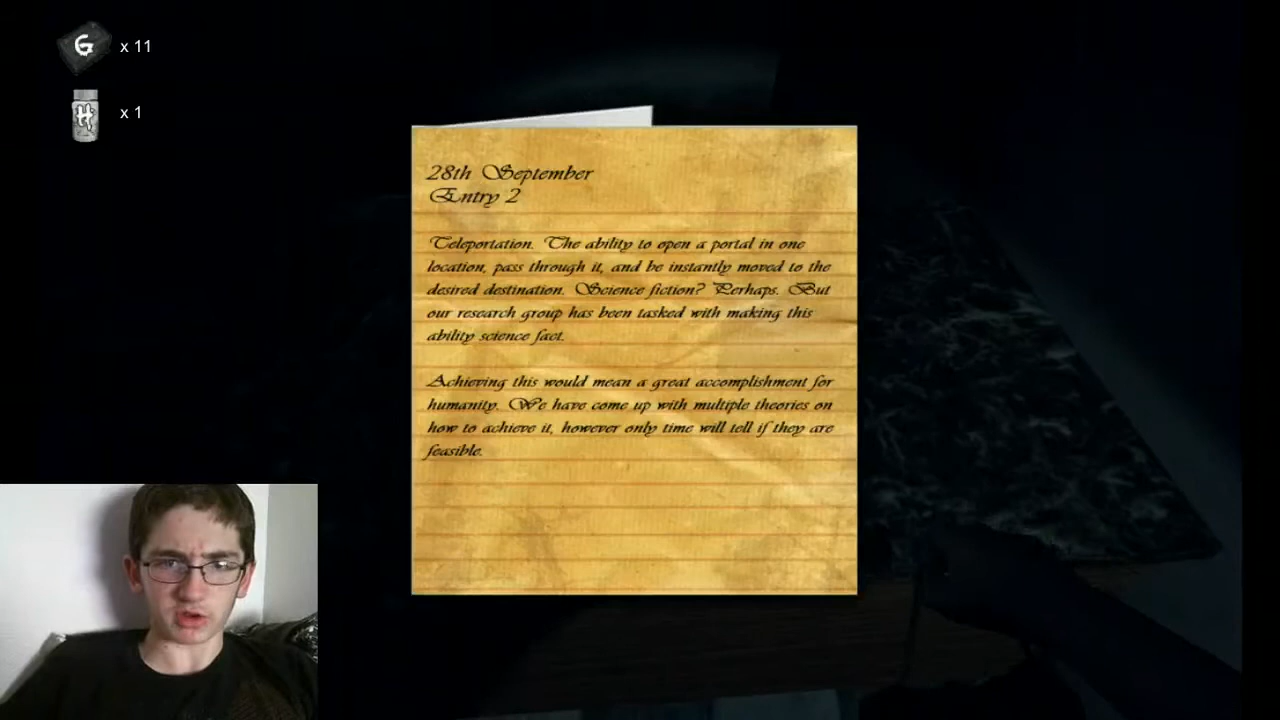 G x 11
H x 1
28th September
Entry 2
Teleportation. The ability to open a portal in one
location, pass through it, and be instantly moved to the
desired destination. Science fiction? Perhaps. But
our research group has been tasked with making this
ability science fact.
Achieving this would mean a great accomplishment for
humanity. We have come up with multiple theories on
how to achieve it, however only time will tell if they are
feasible.